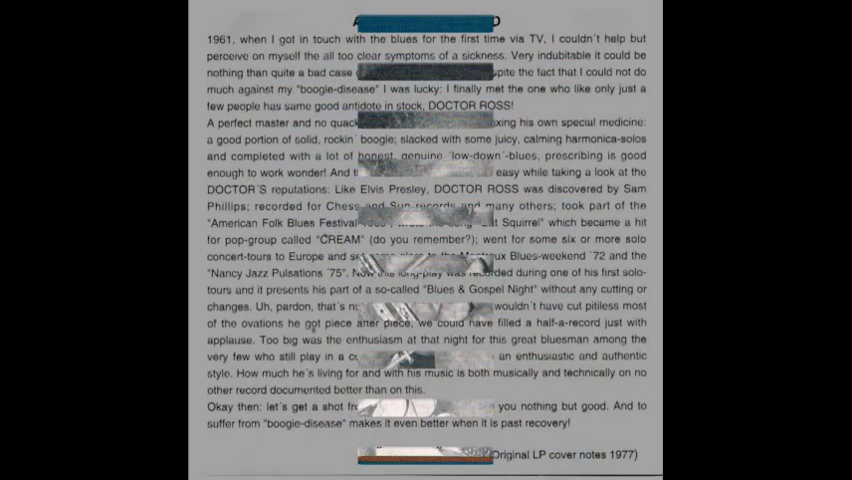 1961, when I got in touch with the blues for the first time via TV, I couldn´t help but
perceive on myself the all too clear symptoms of a sickness. Very indubitable it could be
nothing than quite a bad case spite the fact that I could not do
much against my "boogie-disease" I was lucky: I finally met the one who like only just a
few people has same good antidote in stock, DOCTOR ROSS!
A perfect master and no quack xing his own special medicine:
a good portion of solid, rockin´ boogie; slacked with some juicy, calming harmonica-solos
and completed with a lot of honest, genuine ´low-down´-blues, prescribing is good
enough to work wonder! And easy while taking a look at the
DOCTOR´S reputations: Like Elvis Presley, DOCTOR ROSS was discovered by Sam
Phillips; recorded for Chess and Sun records and many others; took part of the
"American Folk Blues Festival Squirrel" which became a hit
for pop-group called "CREAM" (do you remember?); went for some six or more solo
concert-tours to Europe and Blues-weekend ´72 and the
"Nancy Jazz Pulsations ´75". Now this long-play was recorded during one of his first solo-
tours and it presents his part of a so-called "Blues & Gospel Night" without any cutting or
changes. Uh, pardon, that´s wouldn´t have cut pitiless most
of the ovations he got piece after piece, we could have filled a half-a-record just with
applause. Too big was the enthusiasm at that night for this great bluesman among the
very few who still play in a an enthusiastic and authentic
style. How much he´s living for and with his music is both musically and technically on no
other record documented better than on this.
Okay then: let´s get a shot you nothing but good. And to
suffer from "boogie-disease" makes it even better when it is past recovery!
(Original LP cover notes 1977)